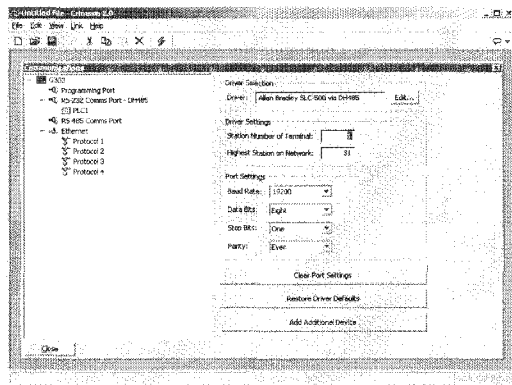 Untitled File - Crimson 2.0
File Edit View Link Help
G303
Programming Port
RS-232 Comms Port - DH485
PLC1
RS-485 Comms Port
Ethernet
Protocol 1
Protocol 2
Protocol 3
Protocol 4
Driver Selection
Driver: Allen Bradley SLC-500 via DH485 Edit...
Driver Settings
Station Number of Terminal:
Highest Station on Network: 31
Port Settings
Baud Rate: 19200
Data Bits: Eight
Stop Bits: One
Parity: Even
Clear Port Settings
Restore Driver Defaults
Add Additional Device
Close